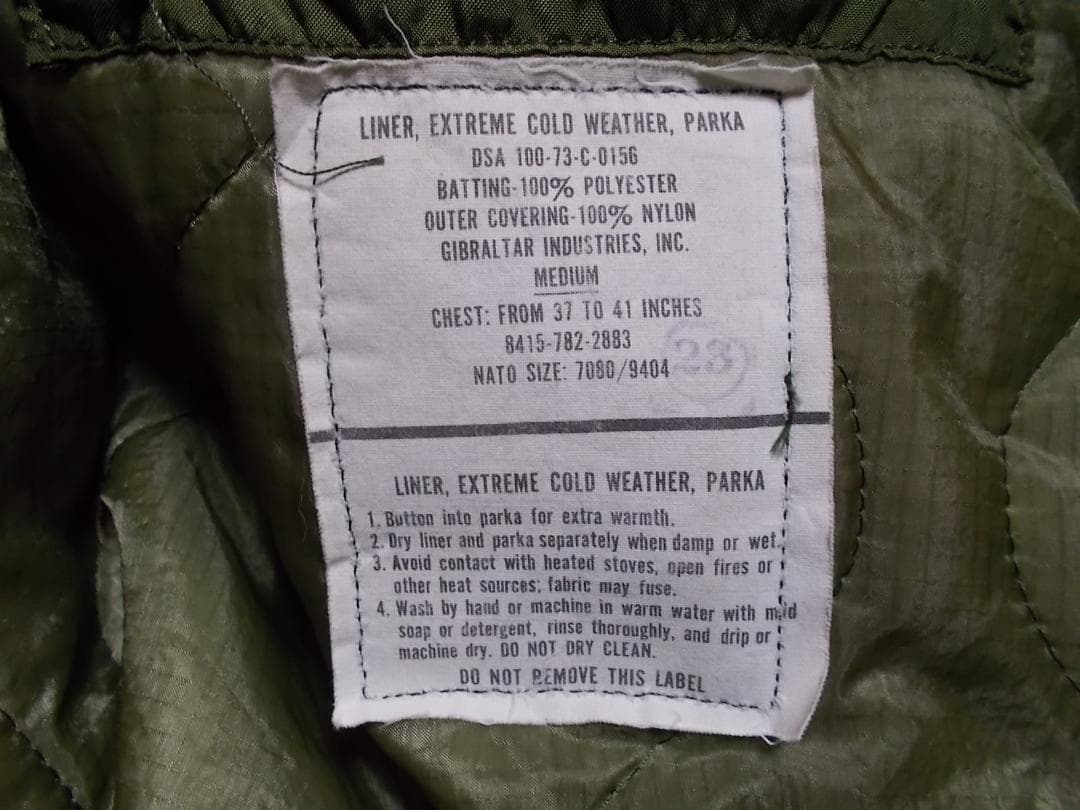 LINER, EXTREME COLD WEATHER, PARKA
DSA 100-73-C-0156
BATTING-100% POLYESTER
OUTER COVERING-100% NYLON
GIBRALTAR INDUSTRIES, INC.
MEDIUM
CHEST: FROM 37 TO 41 INCHES
8415-782-2883
23
NATO SIZE: 7080/9404
LINER, EXTREME COLD WEATHER, PARKA
1. Button into parka for extra warmth.
2. Dry liner and parka separately when damp or wet.
3. Avoid contact with heated stoves, open fires or
other heat sources; fabric may fuse.
4. Wash by hand or machine in warm water with mild
soap or detergent, rinse thoroughly, and drip or
machine dry. DO NOT DRY CLEAN.
DO NOT REMOVE THIS LABEL